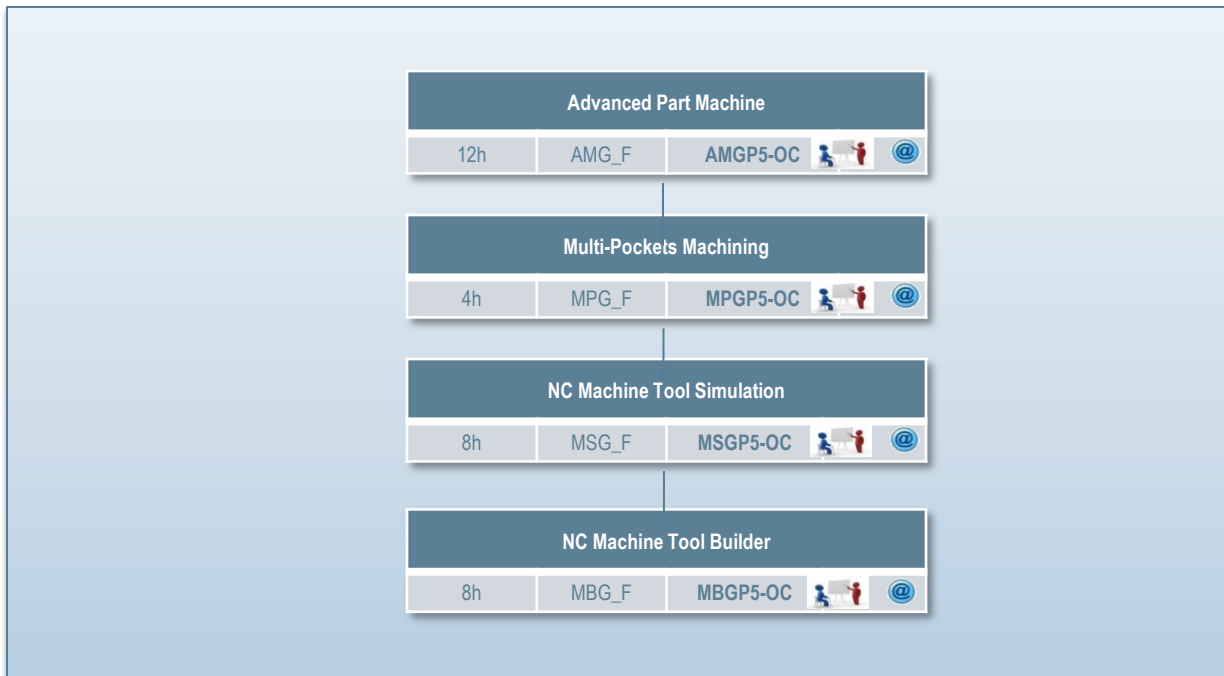 Advanced Part Machine
12h AMG_F AMGP5-OC @
Multi-Pockets Machining
4h MPG_F MPGP5-OC @
NC Machine Tool Simulation
8h MSG_F MSGP5-OC @
NC Machine Tool Builder
8h MBG_F MBGP5-OC @